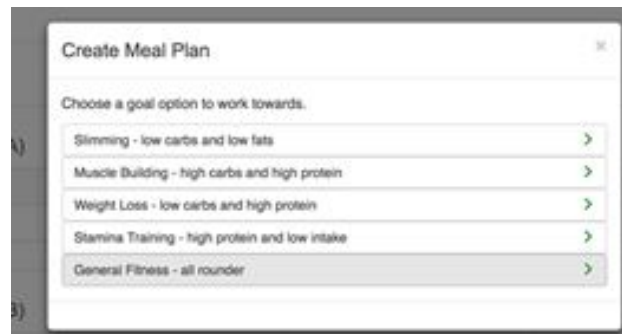 Create Meal Plan ×
Choose a goal option to work towards.
Slimming - low carbs and low fats
Muscle Building - high carbs and high protein
Weight Loss - low carbs and high protein
Stamina Training - high protein and low intake
General Fitness - all rounder
A)
B)